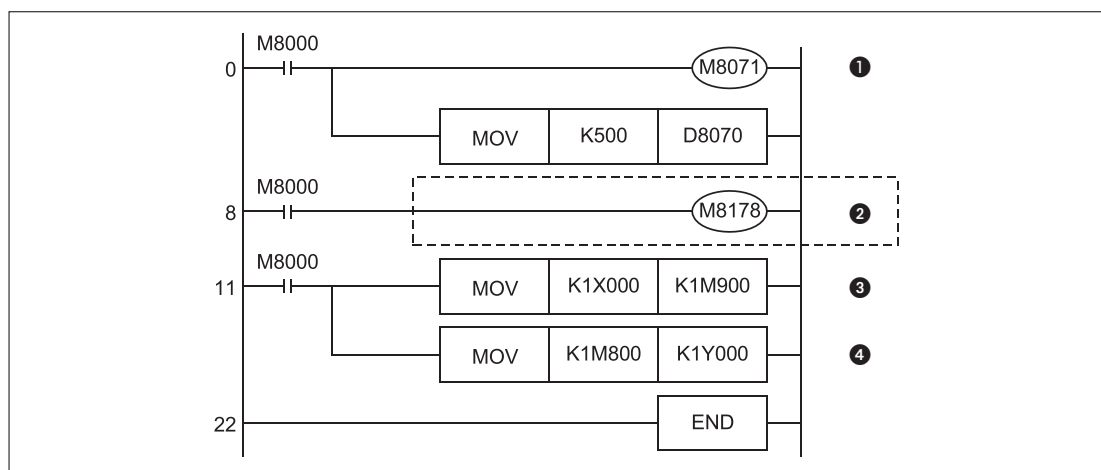 M8000
0 M8071 ❶
MOV K500 D8070
M8000
8 M8178 ❷
M8000
11 MOV K1X000 K1M900 ❸
MOV K1M800 K1Y000 ❹
22 END